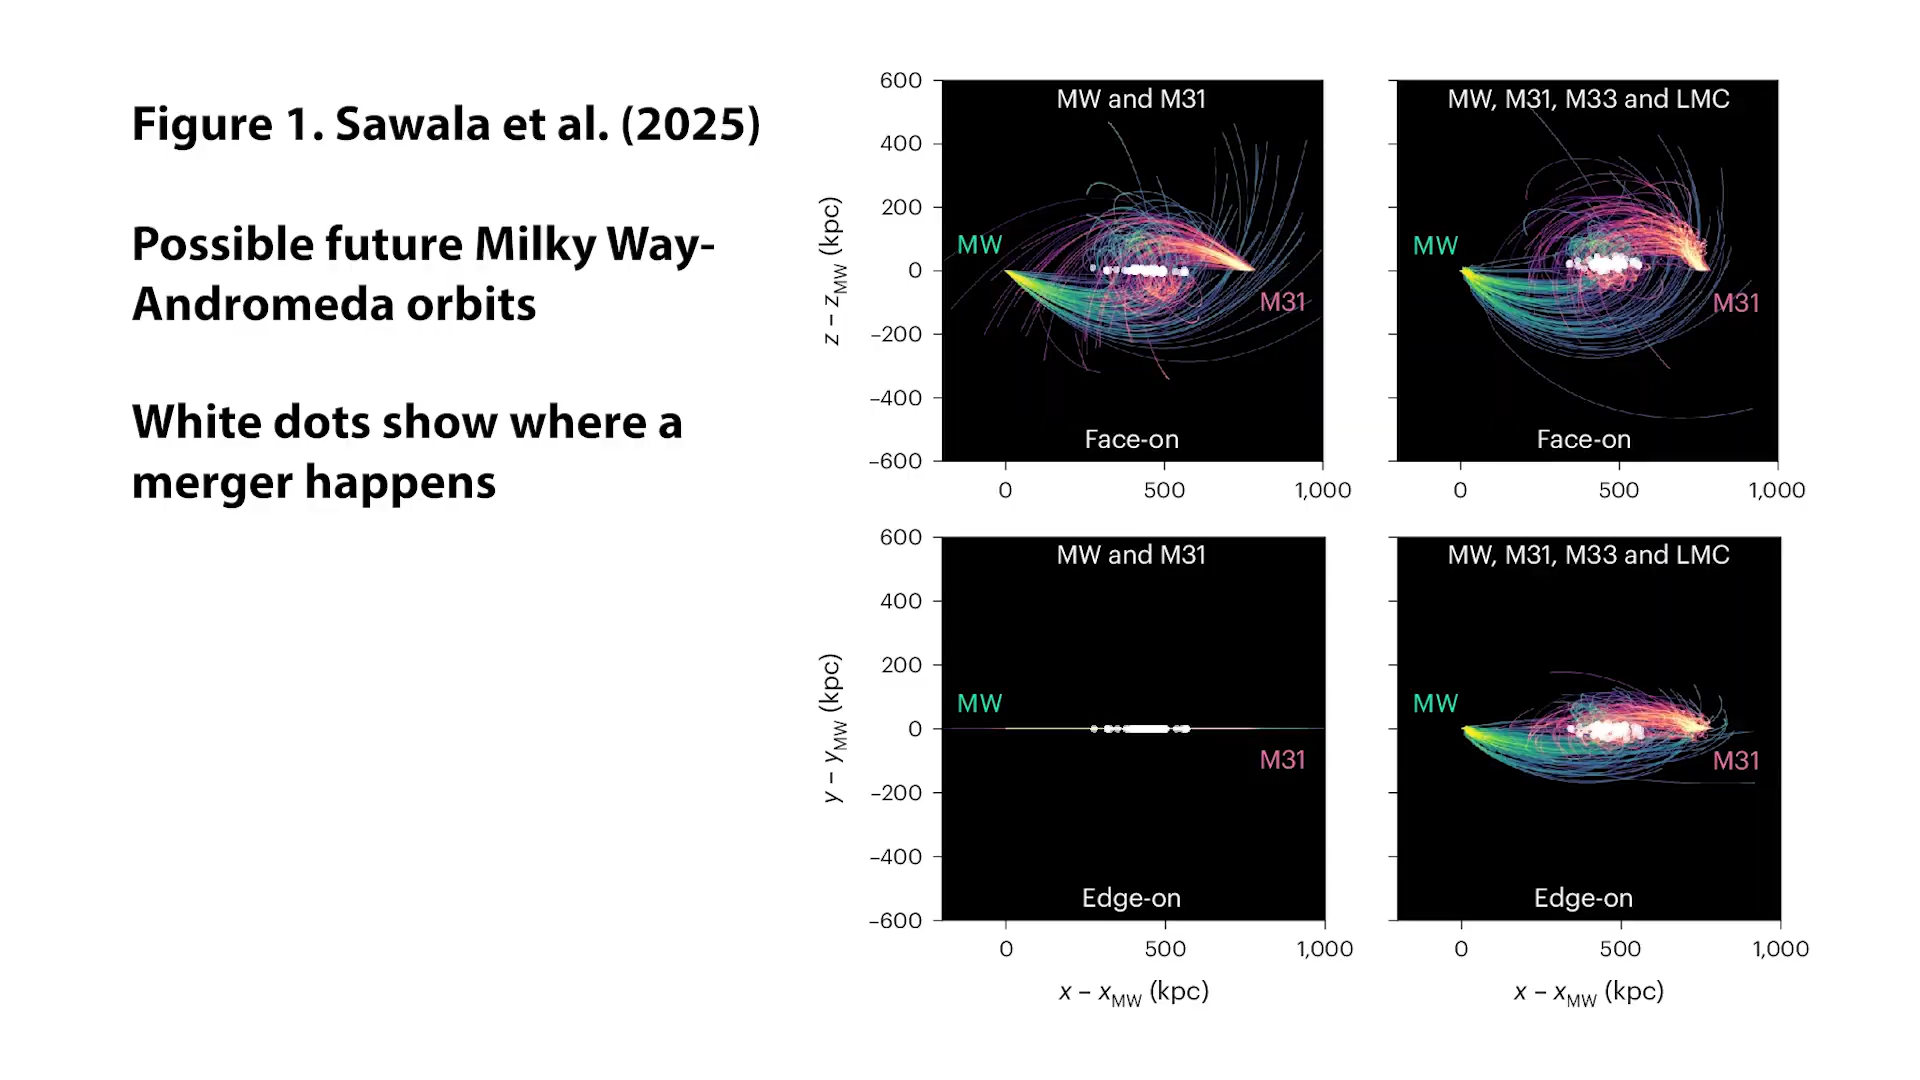 Figure 1. Sawala et al. (2025)
Possible future Milky Way-
Andromeda orbits
White dots show where a
merger happens
600
400
200
0
–200
–400
–600
z – zMW (kpc)
MW and M31
MW
M31
Face-on
0
500
1,000
MW, M31, M33 and LMC
MW
M31
Face-on
0
500
1,000
600
400
200
0
–200
–400
–600
y – yMW (kpc)
MW and M31
MW
M31
Edge-on
0
500
1,000
x – xMW (kpc)
MW, M31, M33 and LMC
MW
M31
Edge-on
0
500
1,000
x – xMW (kpc)